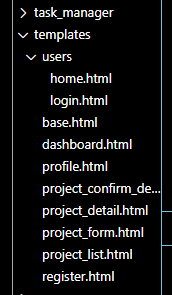 task_manager
templates
users
home.html
login.html
base.html
dashboard.html
profile.html
project_confirm_de...
project_detail.html
project_form.html
project_list.html
register.html